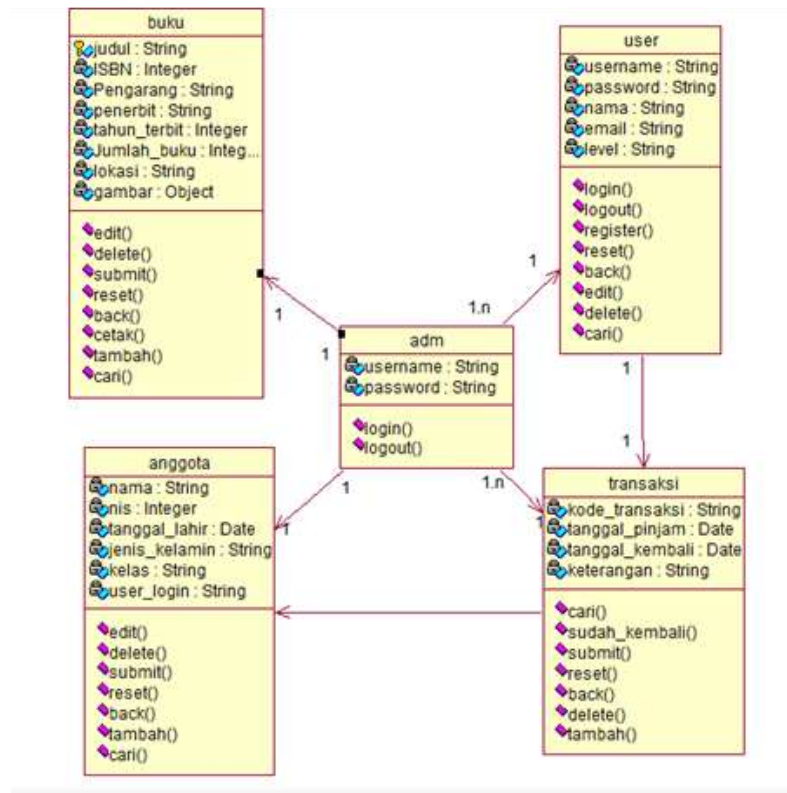 buku
judul : String
ISBN : Integer
Pengarang : String
penerbit : String
tahun_terbit : Integer
Jumlah_buku : Integ...
lokasi : String
gambar : Object
edit()
delete()
submit()
reset()
back()
cetak()
tambah()
cari()
user
username : String
password : String
nama : String
email : String
level : String
login()
logout()
register()
reset()
back()
edit()
delete()
cari()
1
1
1
1.n
adm
username : String
password : String
login()
logout()
1
1
1
1
1.n
1
anggota
nama : String
nis : Integer
tanggal_lahir : Date
jenis_kelamin : String
kelas : String
user_login : String
edit()
delete()
submit()
reset()
back()
tambah()
cari()
transaksi
kode_transaksi : String
tanggal_pinjam : Date
tanggal_kembali : Date
keterangan : String
cari()
sudah_kembali()
submit()
reset()
back()
delete()
tambah()